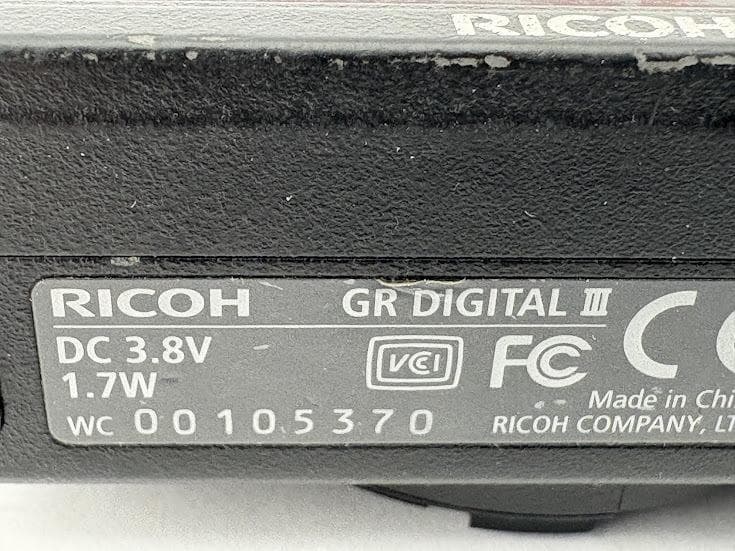 RICOH
RICOH GR DIGITAL III
DC 3.8V
1.7W
VCI FC CE
Made in Chi
WC 00105370 RICOH COMPANY, LT